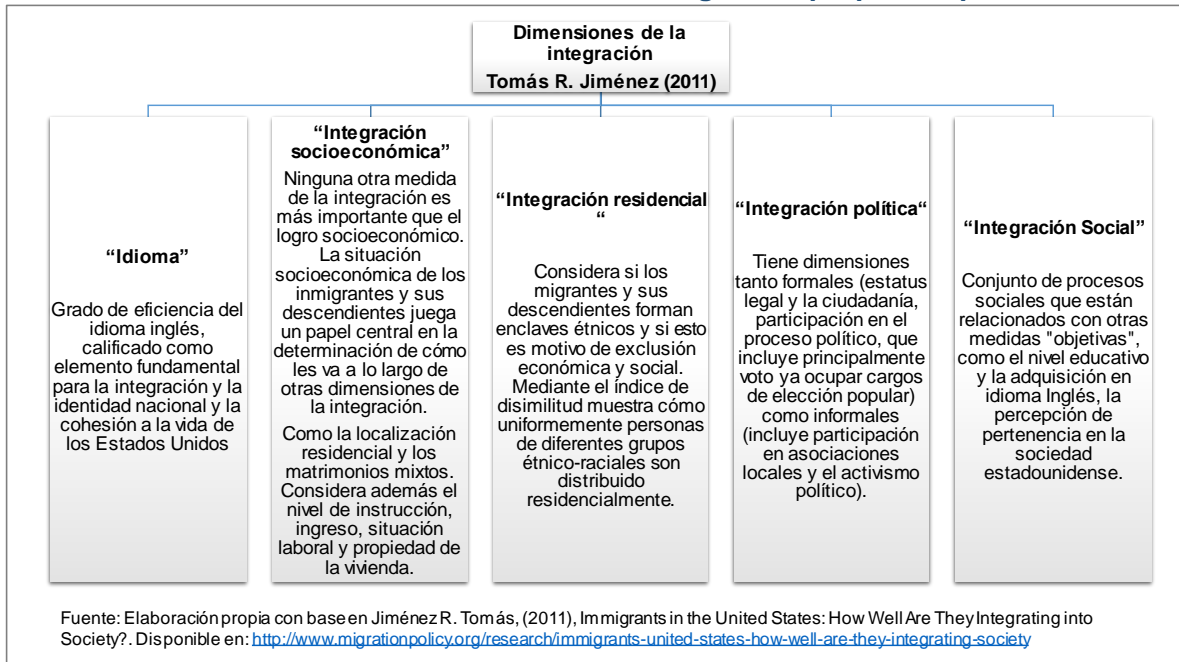 Dimensiones de la
integración
Tomás R. Jiménez (2011)
“Idioma”
Grado de eficiencia del
idioma inglés,
calificado como
elemento fundamental
para la integración y la
identidad nacional y la
cohesión a la vida de
los Estados Unidos
“Integración
socioeconómica”
Ninguna otra medida
de la integración es
más importante que el
logro socioeconómico.
La situación
socioeconómica de los
inmigrantes y sus
descendientes juega
un papel central en la
determinación de cómo
les va a lo largo de
otras dimensiones de
la integración.
Como la localización
residencial y los
matrimonios mixtos.
Considera además el
nivel de instrucción,
ingreso, situación
laboral y propiedad de
la vivienda.
“Integración residencial
“
Considera si los
migrantes y sus
descendientes forman
enclaves étnicos y si esto
es motivo de exclusión
económica y social.
Mediante el índice de
disimilitud muestra cómo
uniformemente personas
de diferentes grupos
étnico-raciales son
distribuido
residencialmente.
“Integración política“
Tiene dimensiones
tanto formales (estatus
legal y la ciudadanía,
participación en el
proceso político, que
incluye principalmente
voto ya ocupar cargos
de elección popular)
como informales
(incluye participación
en asociaciones
locales y el activismo
político).
“Integración Social”
Conjunto de procesos
sociales que están
relacionados con otras
medidas "objetivas",
como el nivel educativo
y la adquisición en
idioma Inglés, la
percepción de
pertenencia en la
sociedad
estadounidense.
Fuente: Elaboración propia con base en Jiménez R. Tomás, (2011), Immigrants in the United States: How Well Are They Integrating into
Society?. Disponible en: http://www.migrationpolicy.org/research/immigrants-united-states-how-well-are-they-integrating-society